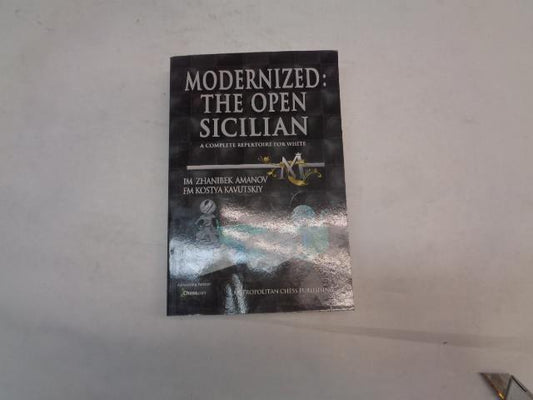 MODERNIZED:
THE OPEN
SICILIAN
A COMPLETE REPERTOIRE FOR WHITE
M
IM ZHANIBEK AMANOV
FM KOSTYA KAVUTSKIY
Chess.com
METROPOLITAN CHESS PUBLISHING